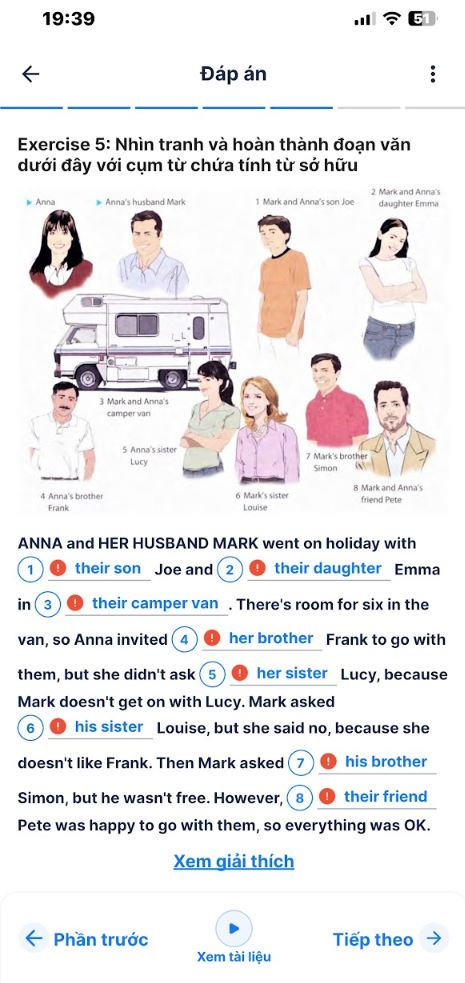 19:39
51
Đáp án
Exercise 5: Nhìn tranh và hoàn thành đoạn văn
dưới đây với cụm từ chứa tính từ sở hữu
Anna
Anna's husband Mark
1 Mark and Anna's son Joe
2 Mark and Anna's
daughter Emma
3 Mark and Anna's
camper van
4 Anna's brother
Frank
5 Anna's sister
Lucy
6 Mark's sister
Louise
7 Mark's brother
Simon
8 Mark and Anna's
friend Pete
ANNA and HER HUSBAND MARK went on holiday with
1 ! their son Joe and 2 ! their daughter Emma
in 3 ! their camper van . There's room for six in the
van, so Anna invited 4 ! her brother Frank to go with
them, but she didn't ask 5 ! her sister Lucy, because
Mark doesn't get on with Lucy. Mark asked
6 ! his sister Louise, but she said no, because she
doesn't like Frank. Then Mark asked 7 ! his brother
Simon, but he wasn't free. However, 8 ! their friend
Pete was happy to go with them, so everything was OK.
Xem giải thích
Phần trước
Xem tài liệu
Tiếp theo